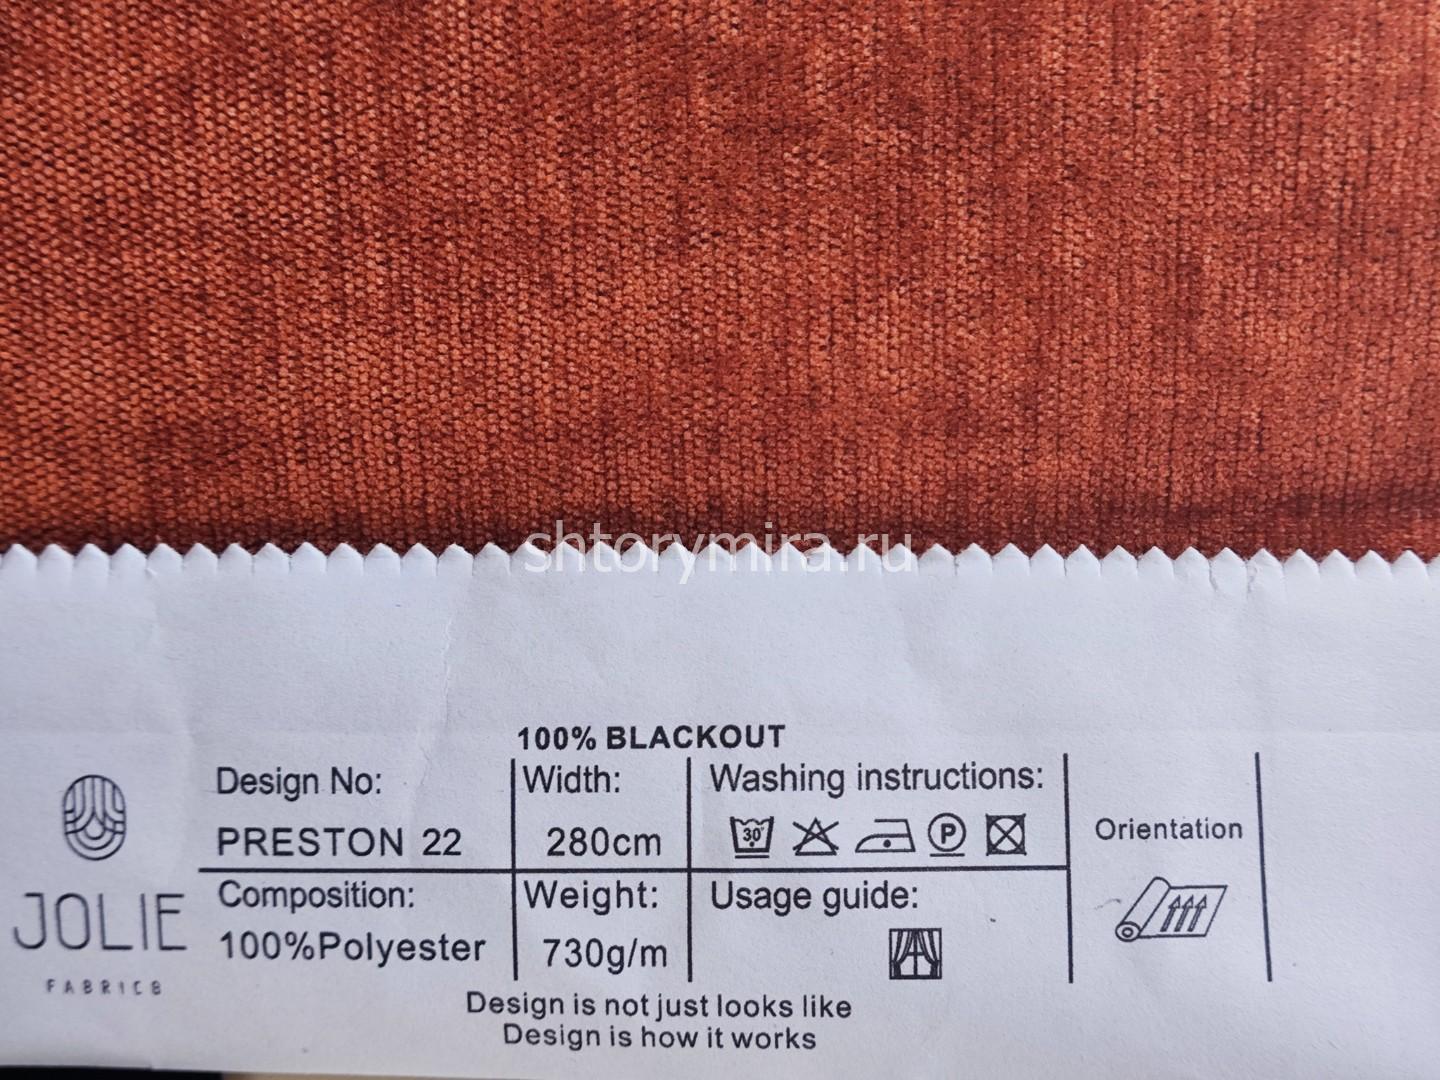 shtorymira.ru
100% BLACKOUT
Design No:
PRESTON 22
Width:
280cm
Washing instructions:
30°
P
Orientation
Composition:
100%Polyester
Weight:
730g/m
Usage guide:
JOLIE
FABRICS
Design is not just looks like
Design is how it works